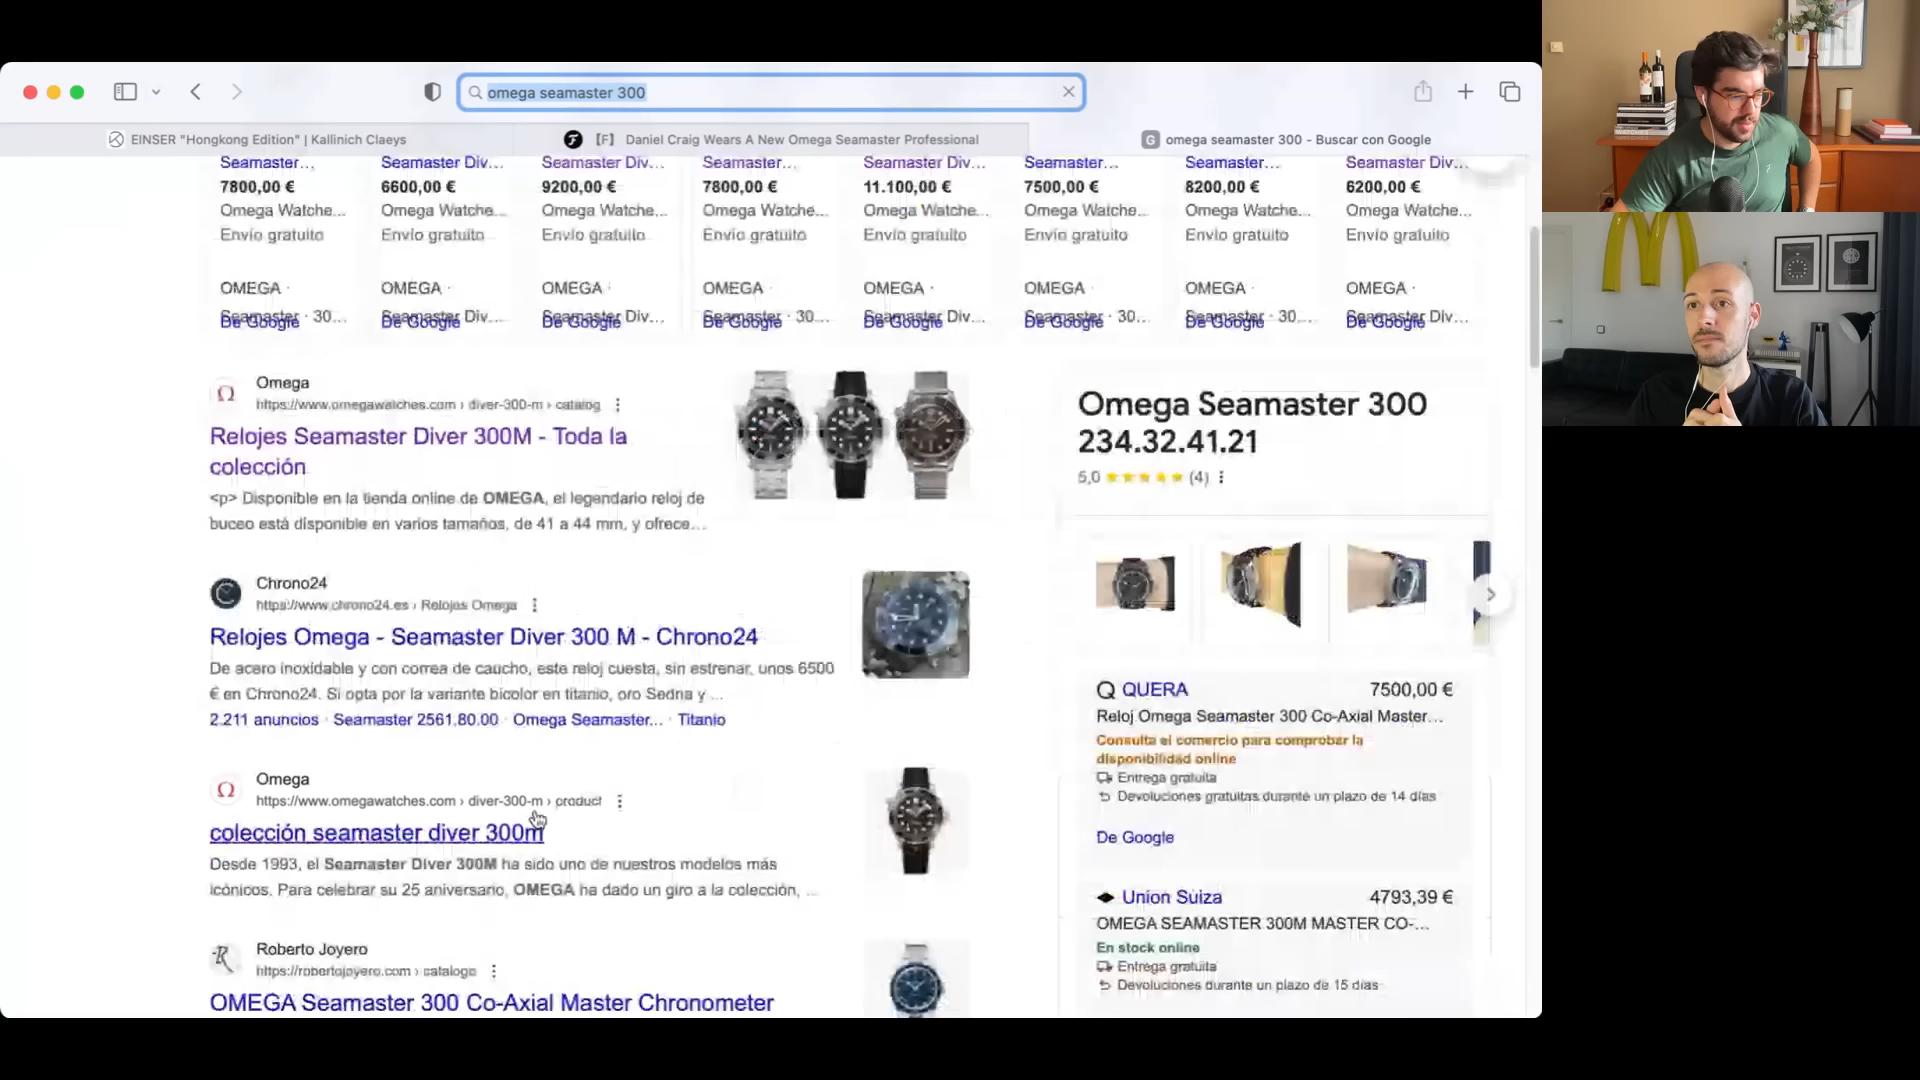 omega seamaster 300
EINSER "Hongkong Edition" | Kallinich Claeys
[F] Daniel Craig Wears A New Omega Seamaster Professional
omega seamaster 300 - Buscar con Google
Seamaster... Seamaster Div... Seamaster Div... Seamaster... Seamaster Div... Seamaster... Seamaster... Seamaster Div...
7800,00 € 6600,00 € 9200,00 € 7800,00 € 11.100,00 € 7500,00 € 8200,00 € 6200,00 €
Omega Watche... Omega Watche... Omega Watche... Omega Watche... Omega Watche... Omega Watche... Omega Watche... Omega Watche...
Envío gratuito Envío gratuito Envío gratuito Envío gratuito Envío gratuito Envío gratuito Envío gratuito Envío gratuito
OMEGA · OMEGA · OMEGA · OMEGA · OMEGA · OMEGA · OMEGA · OMEGA ·
Seamaster · 30... Seamaster Div... Seamaster Div... Seamaster · 30... Seamaster Div... Seamaster · 30... Seamaster · 30... Seamaster Div...
De Google De Google De Google De Google De Google De Google De Google De Google
Omega
https://www.omegawatches.com › diver-300-m › catalog
Relojes Seamaster Diver 300M - Toda la
colección
<p> Disponible en la tienda online de OMEGA, el legendario reloj de
buceo está disponible en varios tamaños, de 41 a 44 mm, y ofrece...
Chrono24
https://www.chrono24.es › Relojes Omega
Relojes Omega - Seamaster Diver 300 M - Chrono24
De acero inoxidable y con correa de caucho, este reloj cuesta, sin estrenar, unos 6500
€ en Chrono24. Si opta por la variante bicolor en titanio, oro Sedna y ...
2.211 anuncios · Seamaster 2561.80.00 · Omega Seamaster... · Titanio
Omega
https://www.omegawatches.com › diver-300-m › product
colección seamaster diver 300m
Desde 1993, el Seamaster Diver 300M ha sido uno de nuestros modelos más
icónicos. Para celebrar su 25 aniversario, OMEGA ha dado un giro a la colección, ...
Roberto Joyero
https://robertojoyero.com › catalogo
OMEGA Seamaster 300 Co-Axial Master Chronometer
Omega Seamaster 300
234.32.41.21
5,0 (4)
QUERA 7500,00 €
Reloj Omega Seamaster 300 Co-Axial Master...
Consulta el comercio para comprobar la
disponibilidad online
Entrega gratuita
Devoluciones gratuitas durante un plazo de 14 días
De Google
Union Suiza 4793,39 €
OMEGA SEAMASTER 300M MASTER CO-...
En stock online
Entrega gratuita
Devoluciones durante un plazo de 15 días